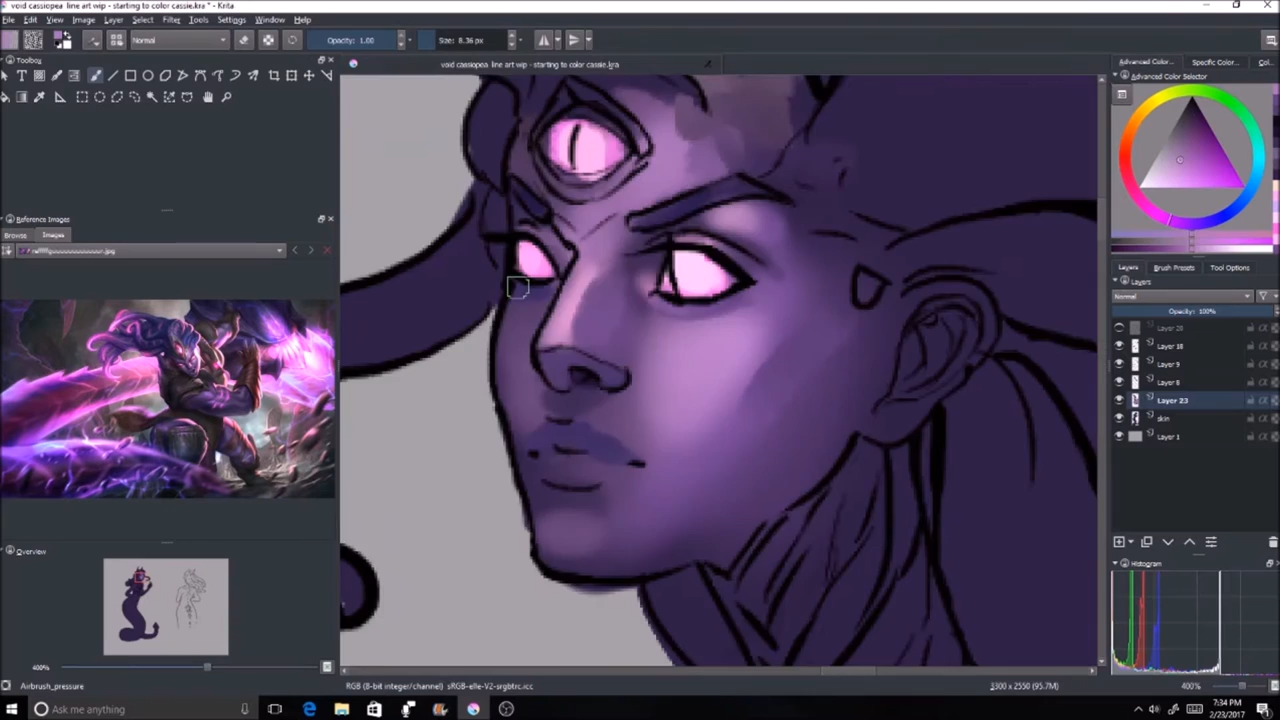 void cassiopea line art wip - starting to color cassie.kra * - Krita
File Edit View Image Layer Select Filter Tools Settings Window Help
Normal Opacity: 1.00 Size: 8.36 px
Toolbox
void cassiopea line art wip - starting to color cassie.kra
Advanced Color... Specific Color... Col...
Advanced Color Selector
Reference Images
Browse Images
Layers Brush Presets Tool Options
Layers
Normal
Opacity: 100%
Layer 20
Layer 10
Layer 9
Layer 8
Layer 23
skin
Layer 1
Overview
Histogram
400%
Airbrush_pressure
RGB (8-bit integer/channel) sRGB-elle-V2-srgbtrc.icc
3300 x 2550 (95.7M)
400%
Ask me anything
7:34 PM
2/23/2017